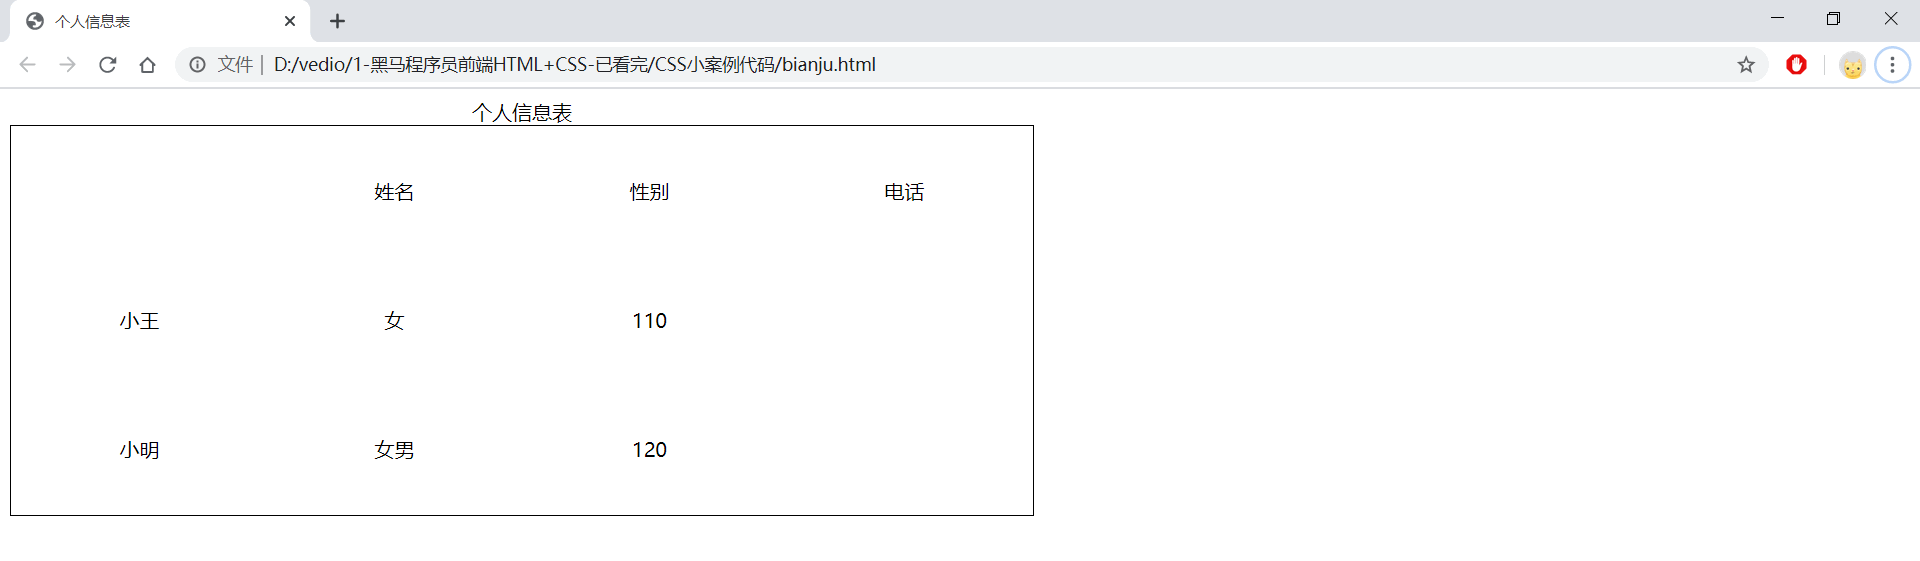 个人信息表
文件 | D:/vedio/1-黑马程序员前端HTML+CSS-已看完/CSS小案例代码/bianju.html
个人信息表
姓名 性别 电话
小王 女 110
小明 女男 120